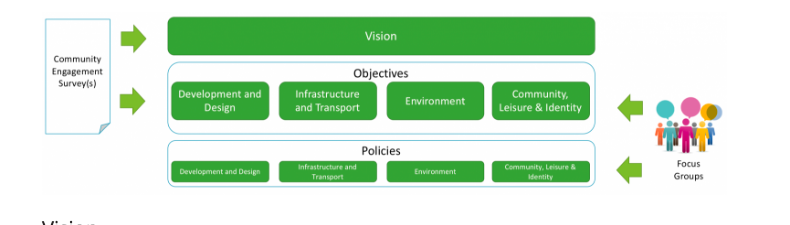 Vision
Community
Engagement
Survey(s)
Objectives
Development and
Design
Infrastructure
and Transport
Environment
Community,
Leisure & Identity
Policies
Development and Design
Infrastructure and
Transport
Environment
Community, Leisure &
Identity
Focus
Groups
Vision